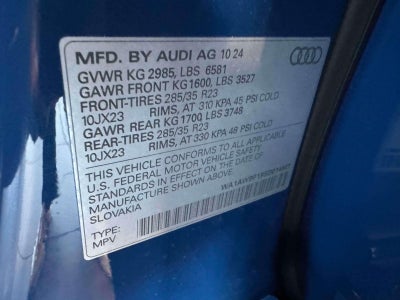 MFD. BY AUDI AG 10 24
GVWR KG 2985, LBS 6581
GAWR FRONT KG1600, LBS 3527
FRONT-TIRES 285/35 R23
10JX23 RIMS, AT 310 KPA 45 PSI COLD
GAWR REAR KG1700 LBS 3748
REAR-TIRES 285/35 R23
10JX23 RIMS, AT 330 KPA 48 PSI COLD
THIS VEHICLE CONFORMS TO ALL APPLICABLE
U.S. FEDERAL MOTOR VEHICLE SAFETY
STANDARDS IN EFFECT ON THE DATE OF
MANUFACTURE SHOWN ABOVE.
SLOVAKIA
TYPE:
MPV